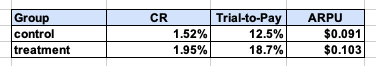 Group CR Trial-to-Pay ARPU
control 1.52% 12.5% $0.091
treatment 1.95% 18.7% $0.103